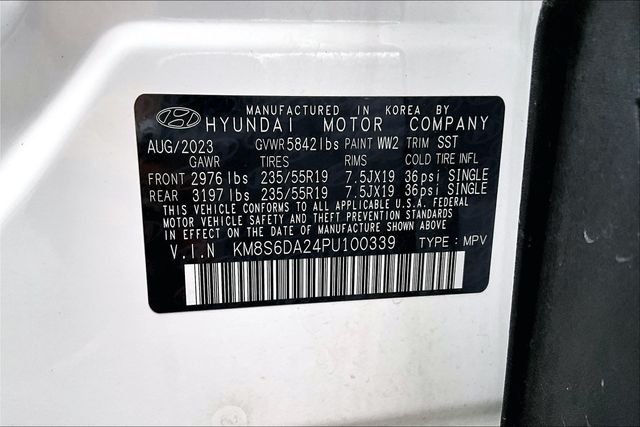 MANUFACTURED IN KOREA BY
HYUNDAI MOTOR COMPANY
AUG/2023 GVWR 5842 lbs PAINT WW2 TRIM SST
GAWR TIRES RIMS COLD TIRE INFL
FRONT 2976 lbs 235/55R19 7.5JX19 36psi SINGLE
REAR 3197 lbs 235/55R19 7.5JX19 36psi SINGLE
THIS VEHICLE CONFORMS TO ALL APPLICABLE U.S.A. FEDERAL
MOTOR VEHICLE SAFETY AND THEFT PREVENTION STANDARDS
IN EFFECT ON THE DATE OF MANUFACTURE SHOWN ABOVE.
V.I.N KM8S6DA24PU100339 TYPE : MPV